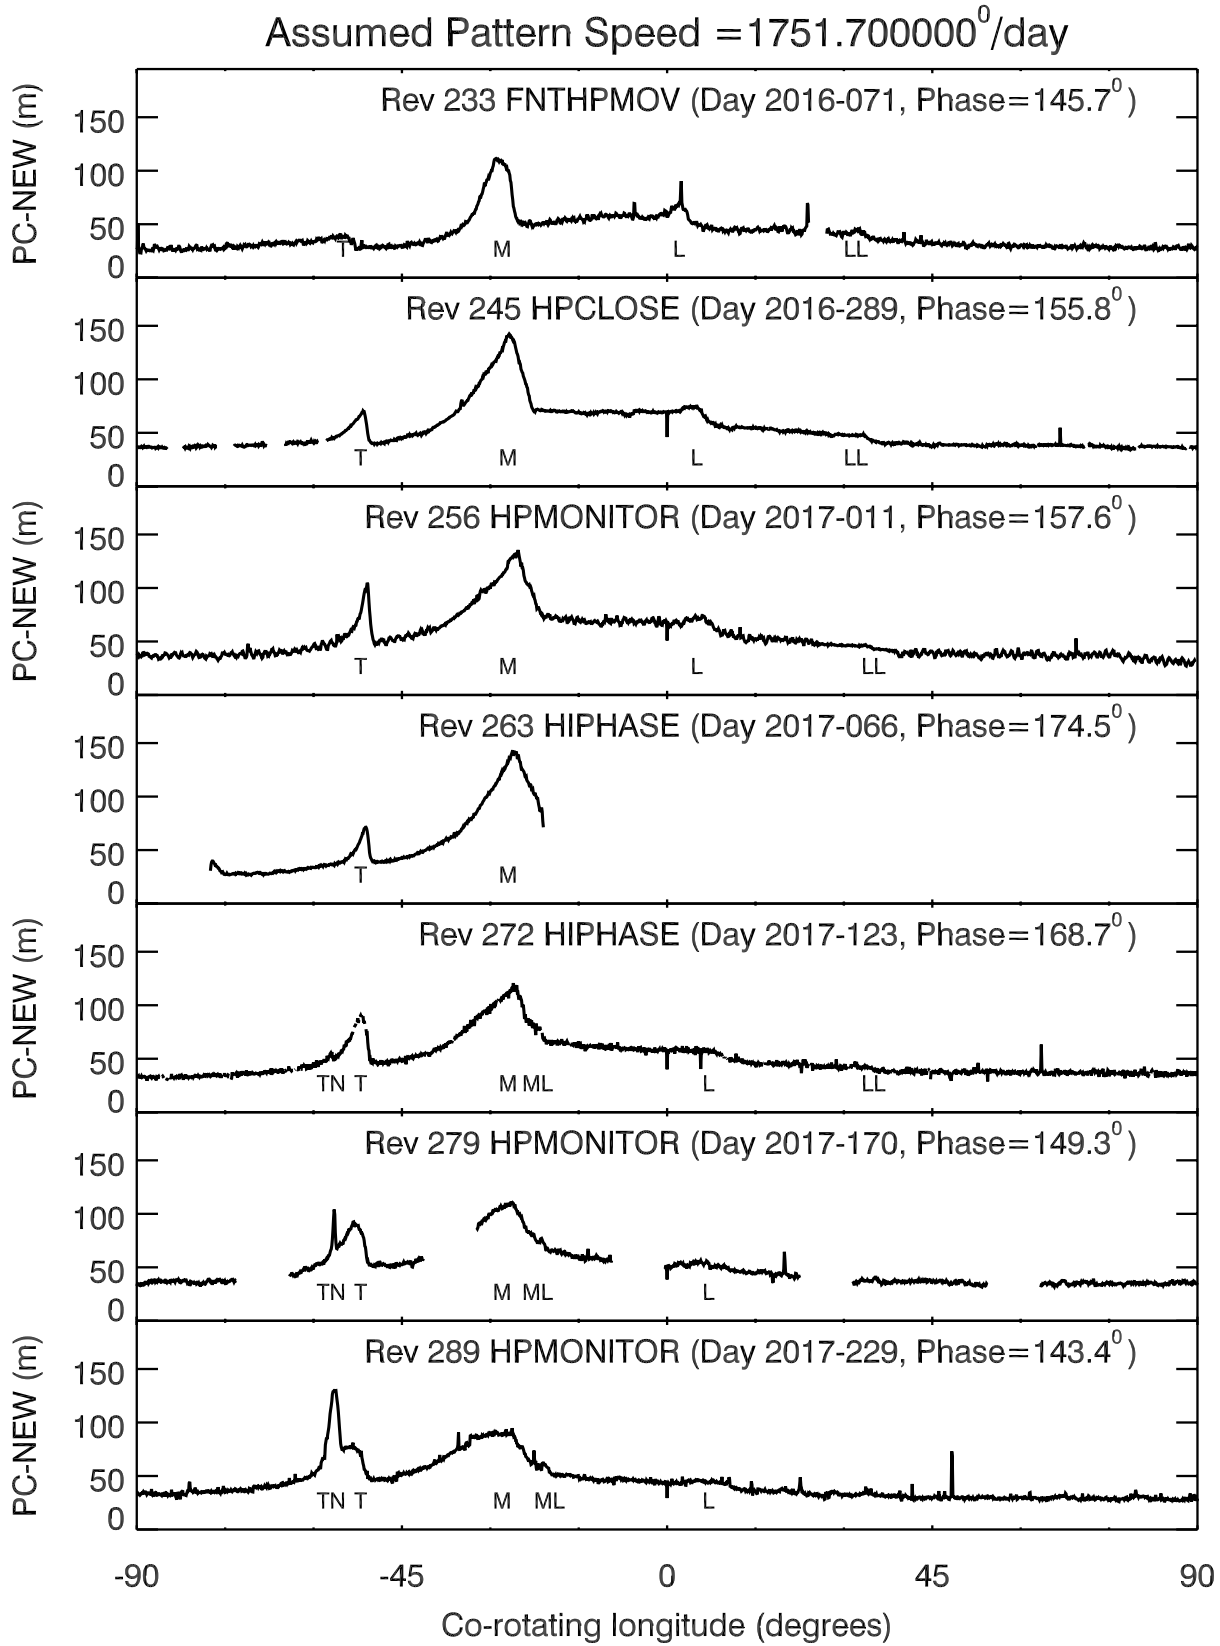 Assumed Pattern Speed =1751.700000⁰/day
Rev 233 FNTHPMOV (Day 2016-071, Phase=145.7⁰)
PC-NEW (m)
150
100
50
0
T M L LL
Rev 245 HPCLOSE (Day 2016-289, Phase=155.8⁰)
150
100
50
0
T M L LL
Rev 256 HPMONITOR (Day 2017-011, Phase=157.6⁰)
PC-NEW (m)
150
100
50
0
T M L LL
Rev 263 HIPHASE (Day 2017-066, Phase=174.5⁰)
150
100
50
0
T M
Rev 272 HIPHASE (Day 2017-123, Phase=168.7⁰)
PC-NEW (m)
150
100
50
0
TN T M ML L LL
Rev 279 HPMONITOR (Day 2017-170, Phase=149.3⁰)
150
100
50
0
TN T M ML L
Rev 289 HPMONITOR (Day 2017-229, Phase=143.4⁰)
PC-NEW (m)
150
100
50
0
TN T M ML L
-90 -45 0 45 90
Co-rotating longitude (degrees)